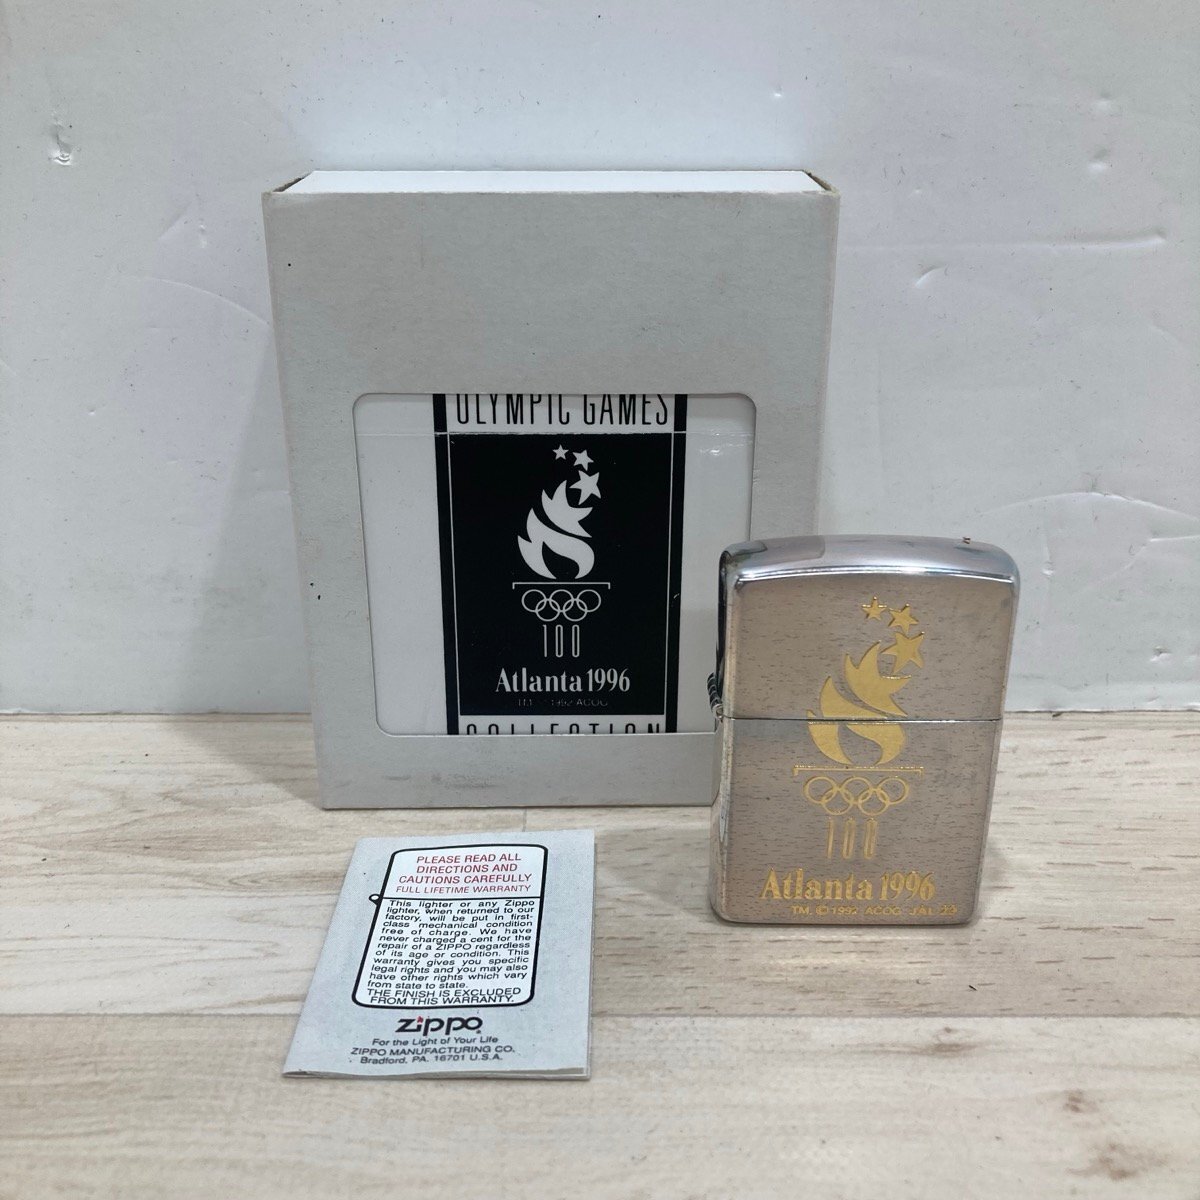 OLYMPIC GAMES
100
Atlanta 1996
TM, © 1992 ACOG
COLLECTION
100
Atlanta 1996
TM, © 1992 ACOG JAL 29
PLEASE READ ALL
DIRECTIONS AND
CAUTIONS CAREFULLY
FULL LIFETIME WARRANTY
This lighter or any Zippo
lighter, when returned to our
factory, will be put in first-
class mechanical condition
free of charge. We have
never charged a cent for the
repair of a ZIPPO regardless
of its age or condition. This
warranty gives you specific
legal rights and you may also
have other rights which vary
from state to state.
THE FINISH IS EXCLUDED
FROM THIS WARRANTY.
Zippo
For the Light of Your Life
ZIPPO MANUFACTURING CO.
Bradford, PA. 16701 U.S.A.